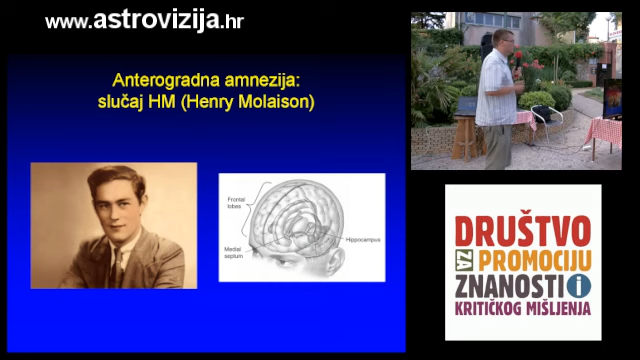 www.astrovizija.hr
Anterogradna amnezija:
slučaj HM (Henry Molaison)
Frontal
lobes
Medial
septum
Hippocampus
DRUŠTVO
ZA PROMOCIJU
ZNANOSTI i
KRITIČKOG MIŠLJENJA